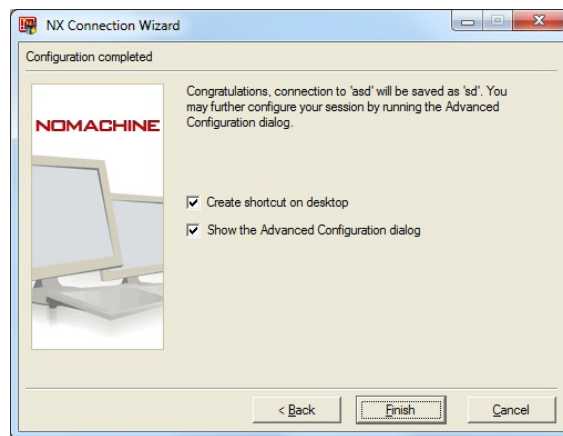 NX Connection Wizard
Configuration completed
NOMACHINE
Congratulations, connection to 'asd' will be saved as 'sd'. You
may further configure your session by running the Advanced
Configuration dialog.
Create shortcut on desktop
Show the Advanced Configuration dialog
< Back
Finish
Cancel